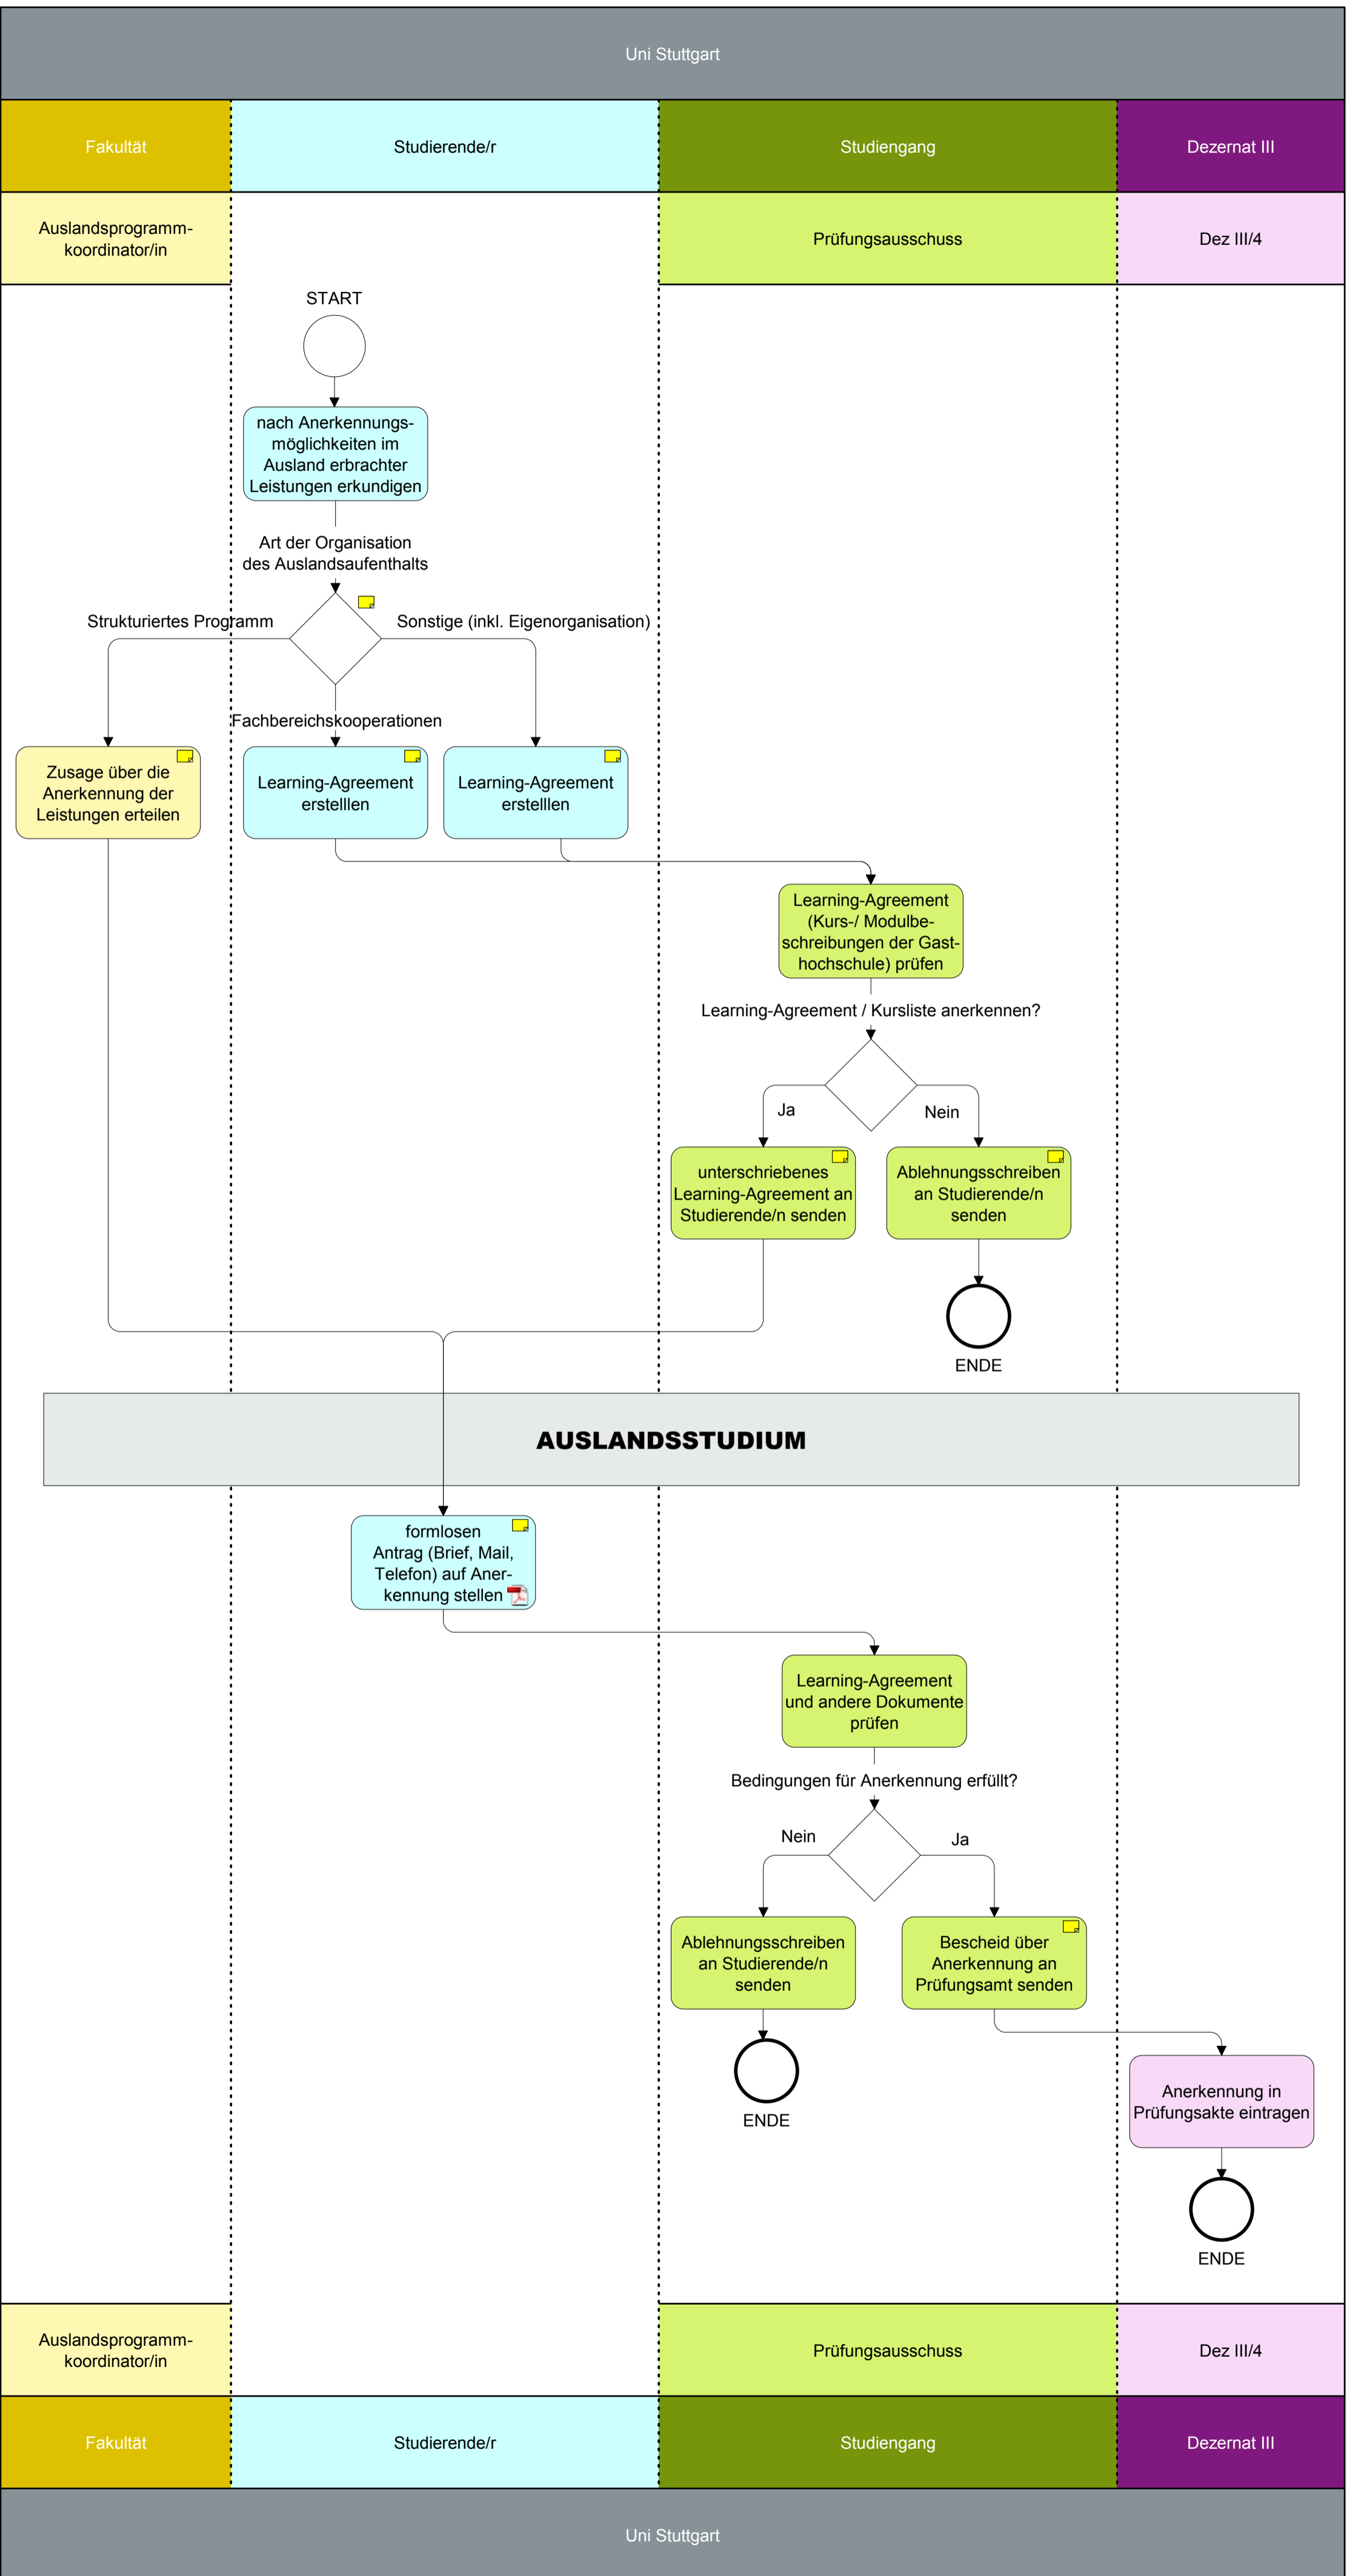 Uni Stuttgart
Fakultät
Studierende/r
Studiengang
Dezernat III
Auslandsprogramm-
koordinator/in
Prüfungsausschuss
Dez III/4
START
nach Anerkennungs-
möglichkeiten im
Ausland erbrachter
Leistungen erkundigen
Art der Organisation
des Auslandsaufenthalts
Strukturiertes Programm
Sonstige (inkl. Eigenorganisation)
Fachbereichskooperationen
Zusage über die
Anerkennung der
Leistungen erteilen
Learning-Agreement
erstelllen
Learning-Agreement
erstelllen
Learning-Agreement
(Kurs-/ Modulbe-
schreibungen der Gast-
hochschule) prüfen
Learning-Agreement / Kursliste anerkennen?
Ja
Nein
unterschriebenes
Learning-Agreement an
Studierende/n senden
Ablehnungsschreiben
an Studierende/n
senden
ENDE
AUSLANDSSTUDIUM
formlosen
Antrag (Brief, Mail,
Telefon) auf Aner-
kennung stellen
Learning-Agreement
und andere Dokumente
prüfen
Bedingungen für Anerkennung erfüllt?
Nein
Ja
Ablehnungsschreiben
an Studierende/n
senden
Bescheid über
Anerkennung an
Prüfungsamt senden
ENDE
Anerkennung in
Prüfungsakte eintragen
ENDE
Auslandsprogramm-
koordinator/in
Prüfungsausschuss
Dez III/4
Fakultät
Studierende/r
Studiengang
Dezernat III
Uni Stuttgart